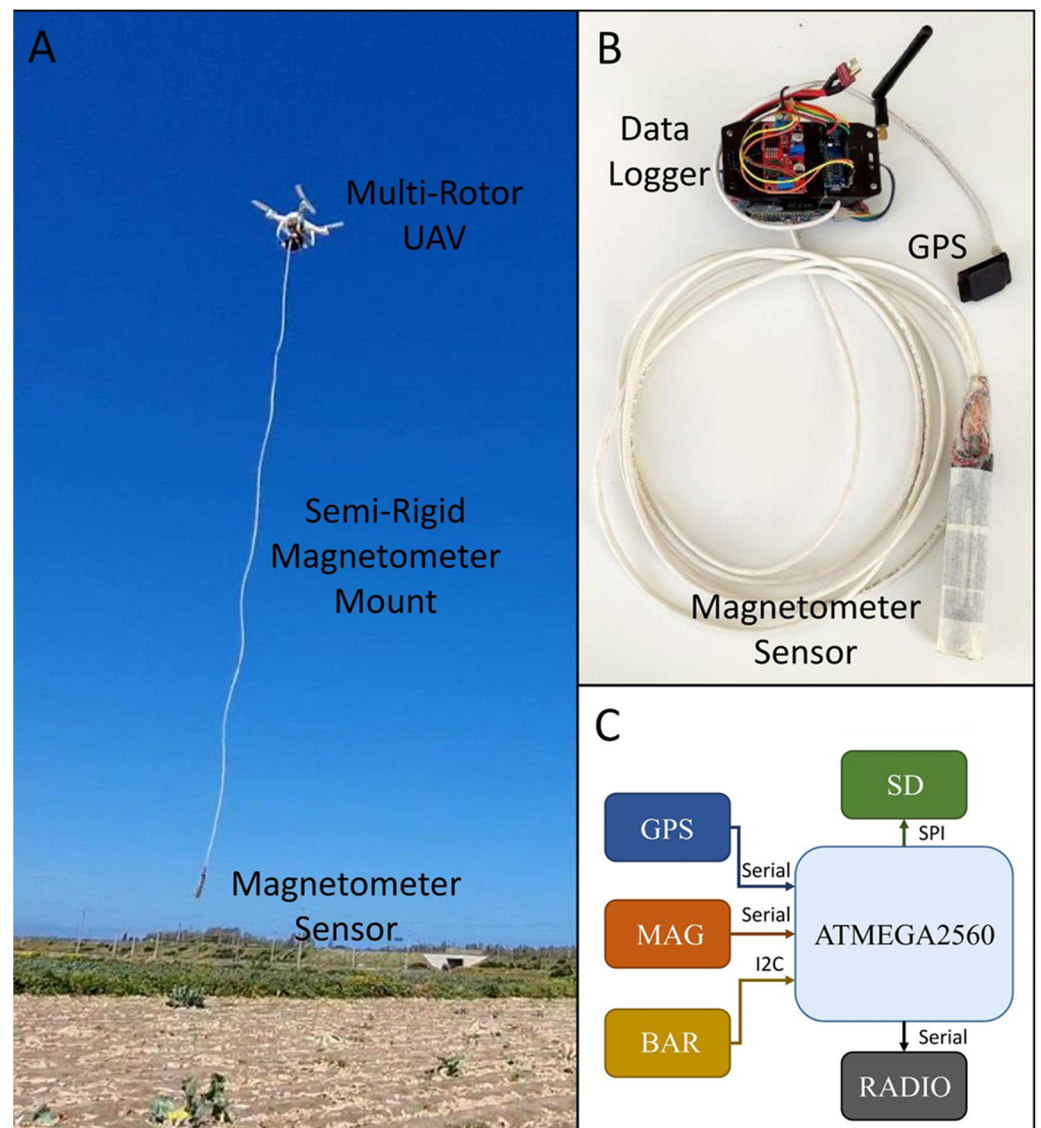 A
Multi-Rotor
UAV
Semi-Rigid
Magnetometer
Mount
Magnetometer
Sensor
B
Data
Logger
GPS
Magnetometer
Sensor
C
SD
SPI
GPS
Serial
MAG
Serial
ATMEGA2560
I2C
BAR
Serial
RADIO